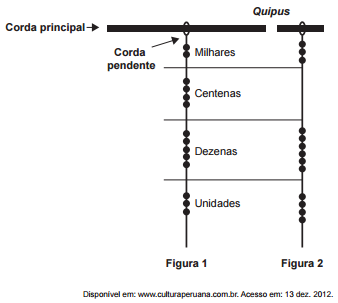 Quipus
Corda principal
Corda
pendente
Milhares
Centenas
Dezenas
Unidades
Figura 1
Figura 2
Disponível em: www.culturaperuana.com.br. Acesso em: 13 dez. 2012.